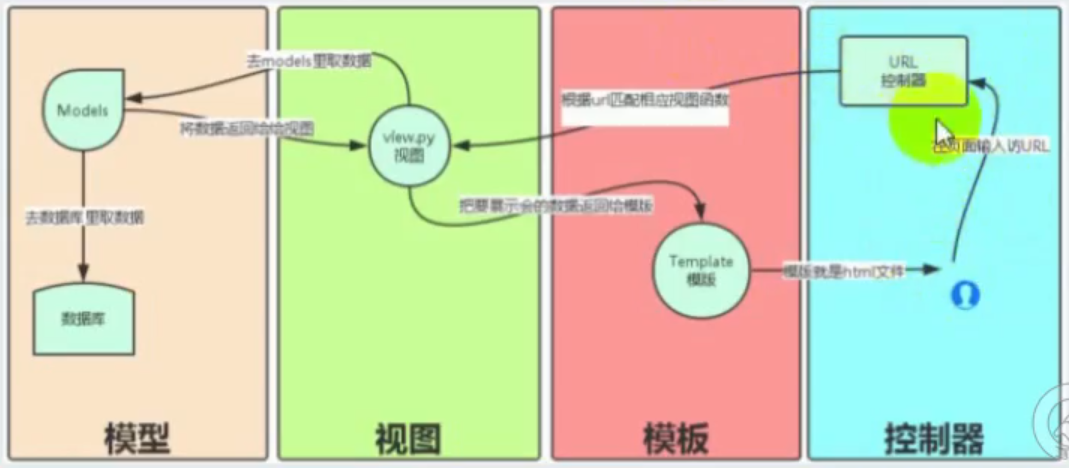 去models里取数据
URL
控制器
Models
根据url匹配相应视图函数
将数据返回给给视图
view.py
视图
在页面输入访URL
去数据库里取数据
把要展示会的数据返回给模版
Template
模版
模版就是html文件
数据库
模型
视图
模板
控制器